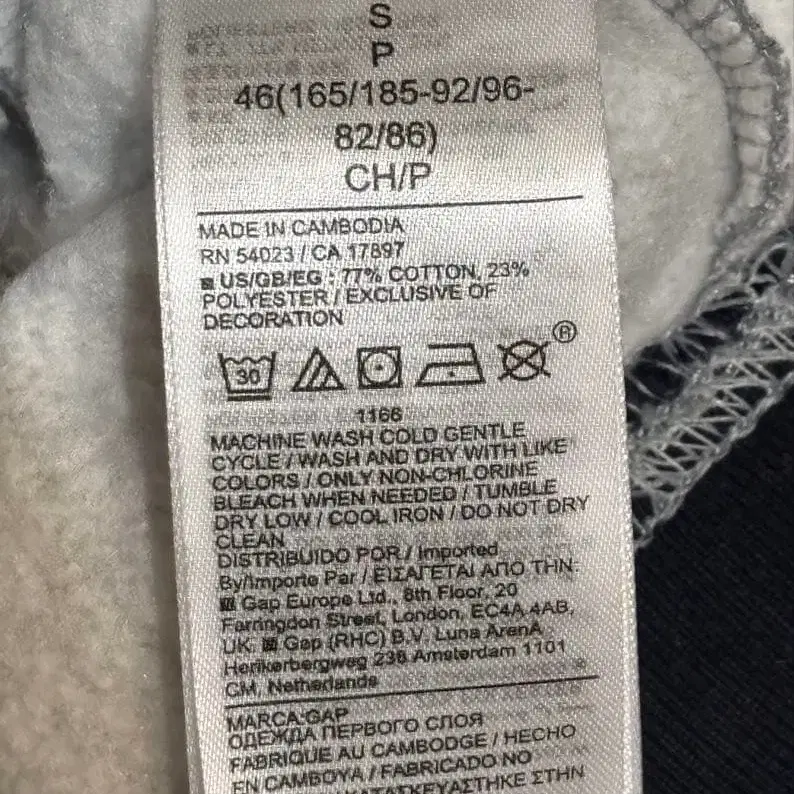 S
P
46(165/185-92/96-
82/86)
CH/P
MADE IN CAMBODIA
RN 54023 / CA 17897
US/GB/EG : 77% COTTON, 23%
POLYESTER / EXCLUSIVE OF
DECORATION
30
®
1166
MACHINE WASH COLD GENTLE
CYCLE / WASH AND DRY WITH LIKE
COLORS / ONLY NON-CHLORINE
BLEACH WHEN NEEDED / TUMBLE
DRY LOW / COOL IRON / DO NOT DRY
CLEAN
DISTRIBUIDO POR / Imported
By/Importe Par / ΕΙΣΑΓΕΤΑΙ ΑΠΟ ΤΗΝ:
Gap Europe Ltd., 8th Floor, 20
Farringdon Street, London, EC4A 4AB,
UK. Gap (RHC) B.V. Luna ArenA
Herikerbergweg 238 Amsterdam 1101
CM, Netherlands
MARCA:GAP
ОДЕЖДА ПЕРВОГО СЛОЯ
FABRIQUE AU CAMBODGE / HECHO
EN CAMBOYA / FABRICADO NO
ΚΑΤΑΣΚΕΥΑΣΤΗΚΕ ΣΤΗΝ